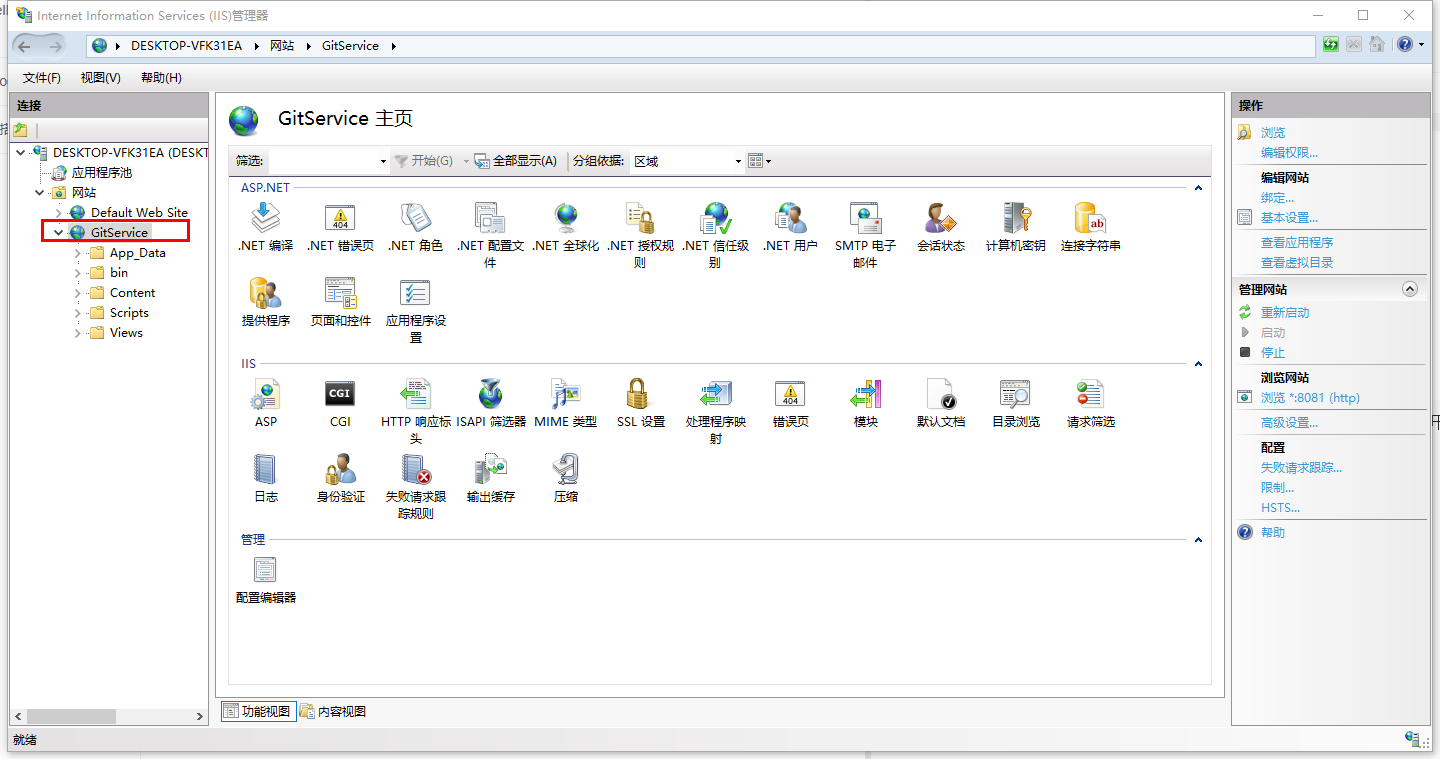 Internet Information Services (IIS)管理器
DESKTOP-VFK31EA
网站
GitService
文件(F)
视图(V)
帮助(H)
连接
DESKTOP-VFK31EA (DESKT
应用程序池
网站
Default Web Site
GitService
App_Data
bin
Content
Scripts
Views
GitService 主页
筛选:
开始(G)
全部显示(A)
分组依据:
区域
ASP.NET
.NET 编译
.NET 错误页
.NET 角色
.NET 配置文
件
.NET 全球化
.NET 授权规
则
.NET 信任级
别
.NET 用户
SMTP 电子
邮件
会话状态
计算机密钥
连接字符串
提供程序
页面和控件
应用程序设
置
IIS
ASP
CGI
HTTP 响应标
头
ISAPI 筛选器
MIME 类型
SSL 设置
处理程序映
射
错误页
模块
默认文档
目录浏览
请求筛选
日志
身份验证
失败请求跟
踪规则
输出缓存
压缩
管理
配置编辑器
功能视图
内容视图
操作
浏览
编辑权限...
编辑网站
绑定...
基本设置...
查看应用程序
查看虚拟目录
管理网站
重新启动
启动
停止
浏览网站
浏览 *:8081 (http)
高级设置...
配置
失败请求跟踪...
限制...
HSTS...
帮助
就绪